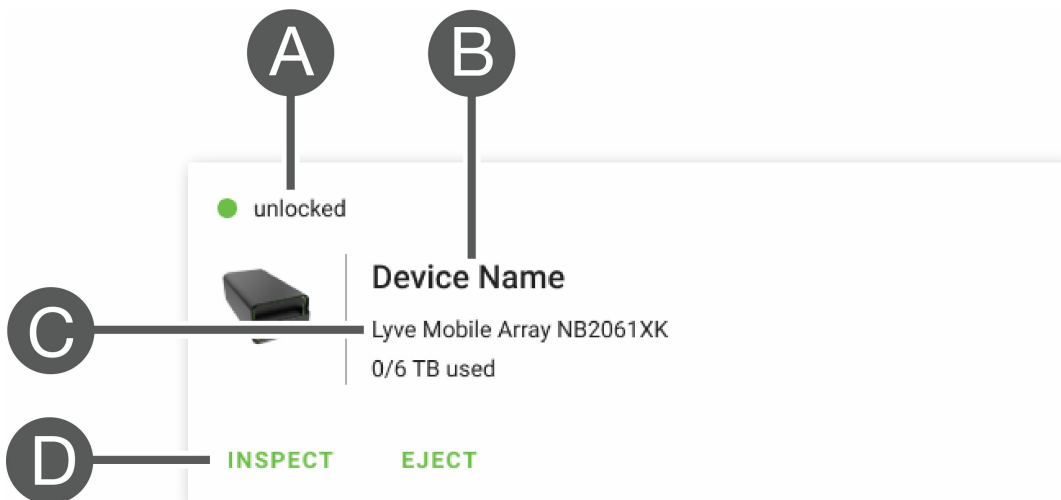 A B
unlocked
Device Name
C Lyve Mobile Array NB2061XK
0/6 TB used
D INSPECT EJECT